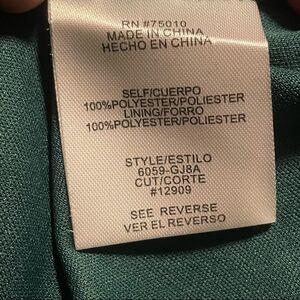 RN #75010
MADE IN CHINA
HECHO EN CHINA
SELF/CUERPO
100%POLYESTER/POLIESTER
LINING/FORRO
100%POLYESTER/POLIESTER
STYLE/ESTILO
6059-GJ8A
CUT/CORTE
#12909
SEE REVERSE
VER EL REVERSO